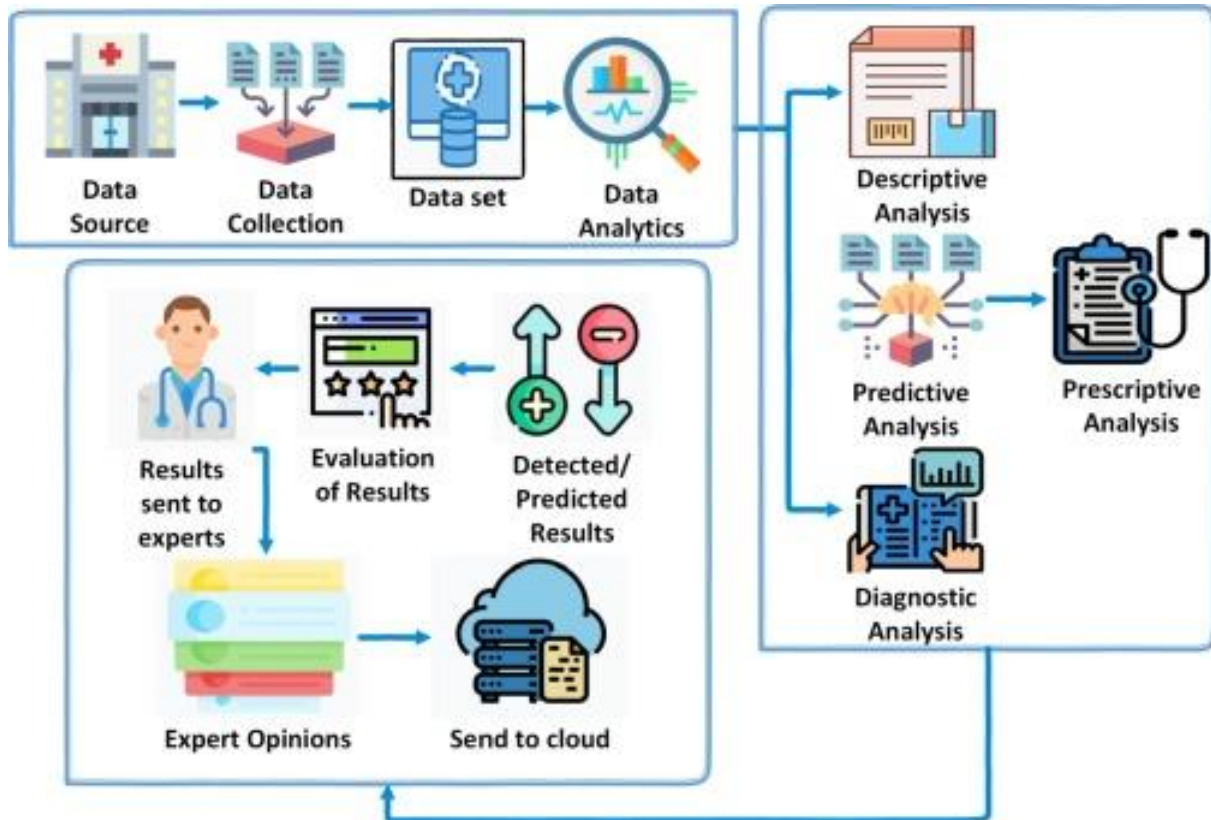 Data
Source
Data
Collection
Data set
Data
Analytics
Descriptive
Analysis
Predictive
Analysis
Prescriptive
Analysis
Diagnostic
Analysis
Detected/
Predicted
Results
Evaluation
of Results
Results
sent to
experts
Expert Opinions
Send to cloud